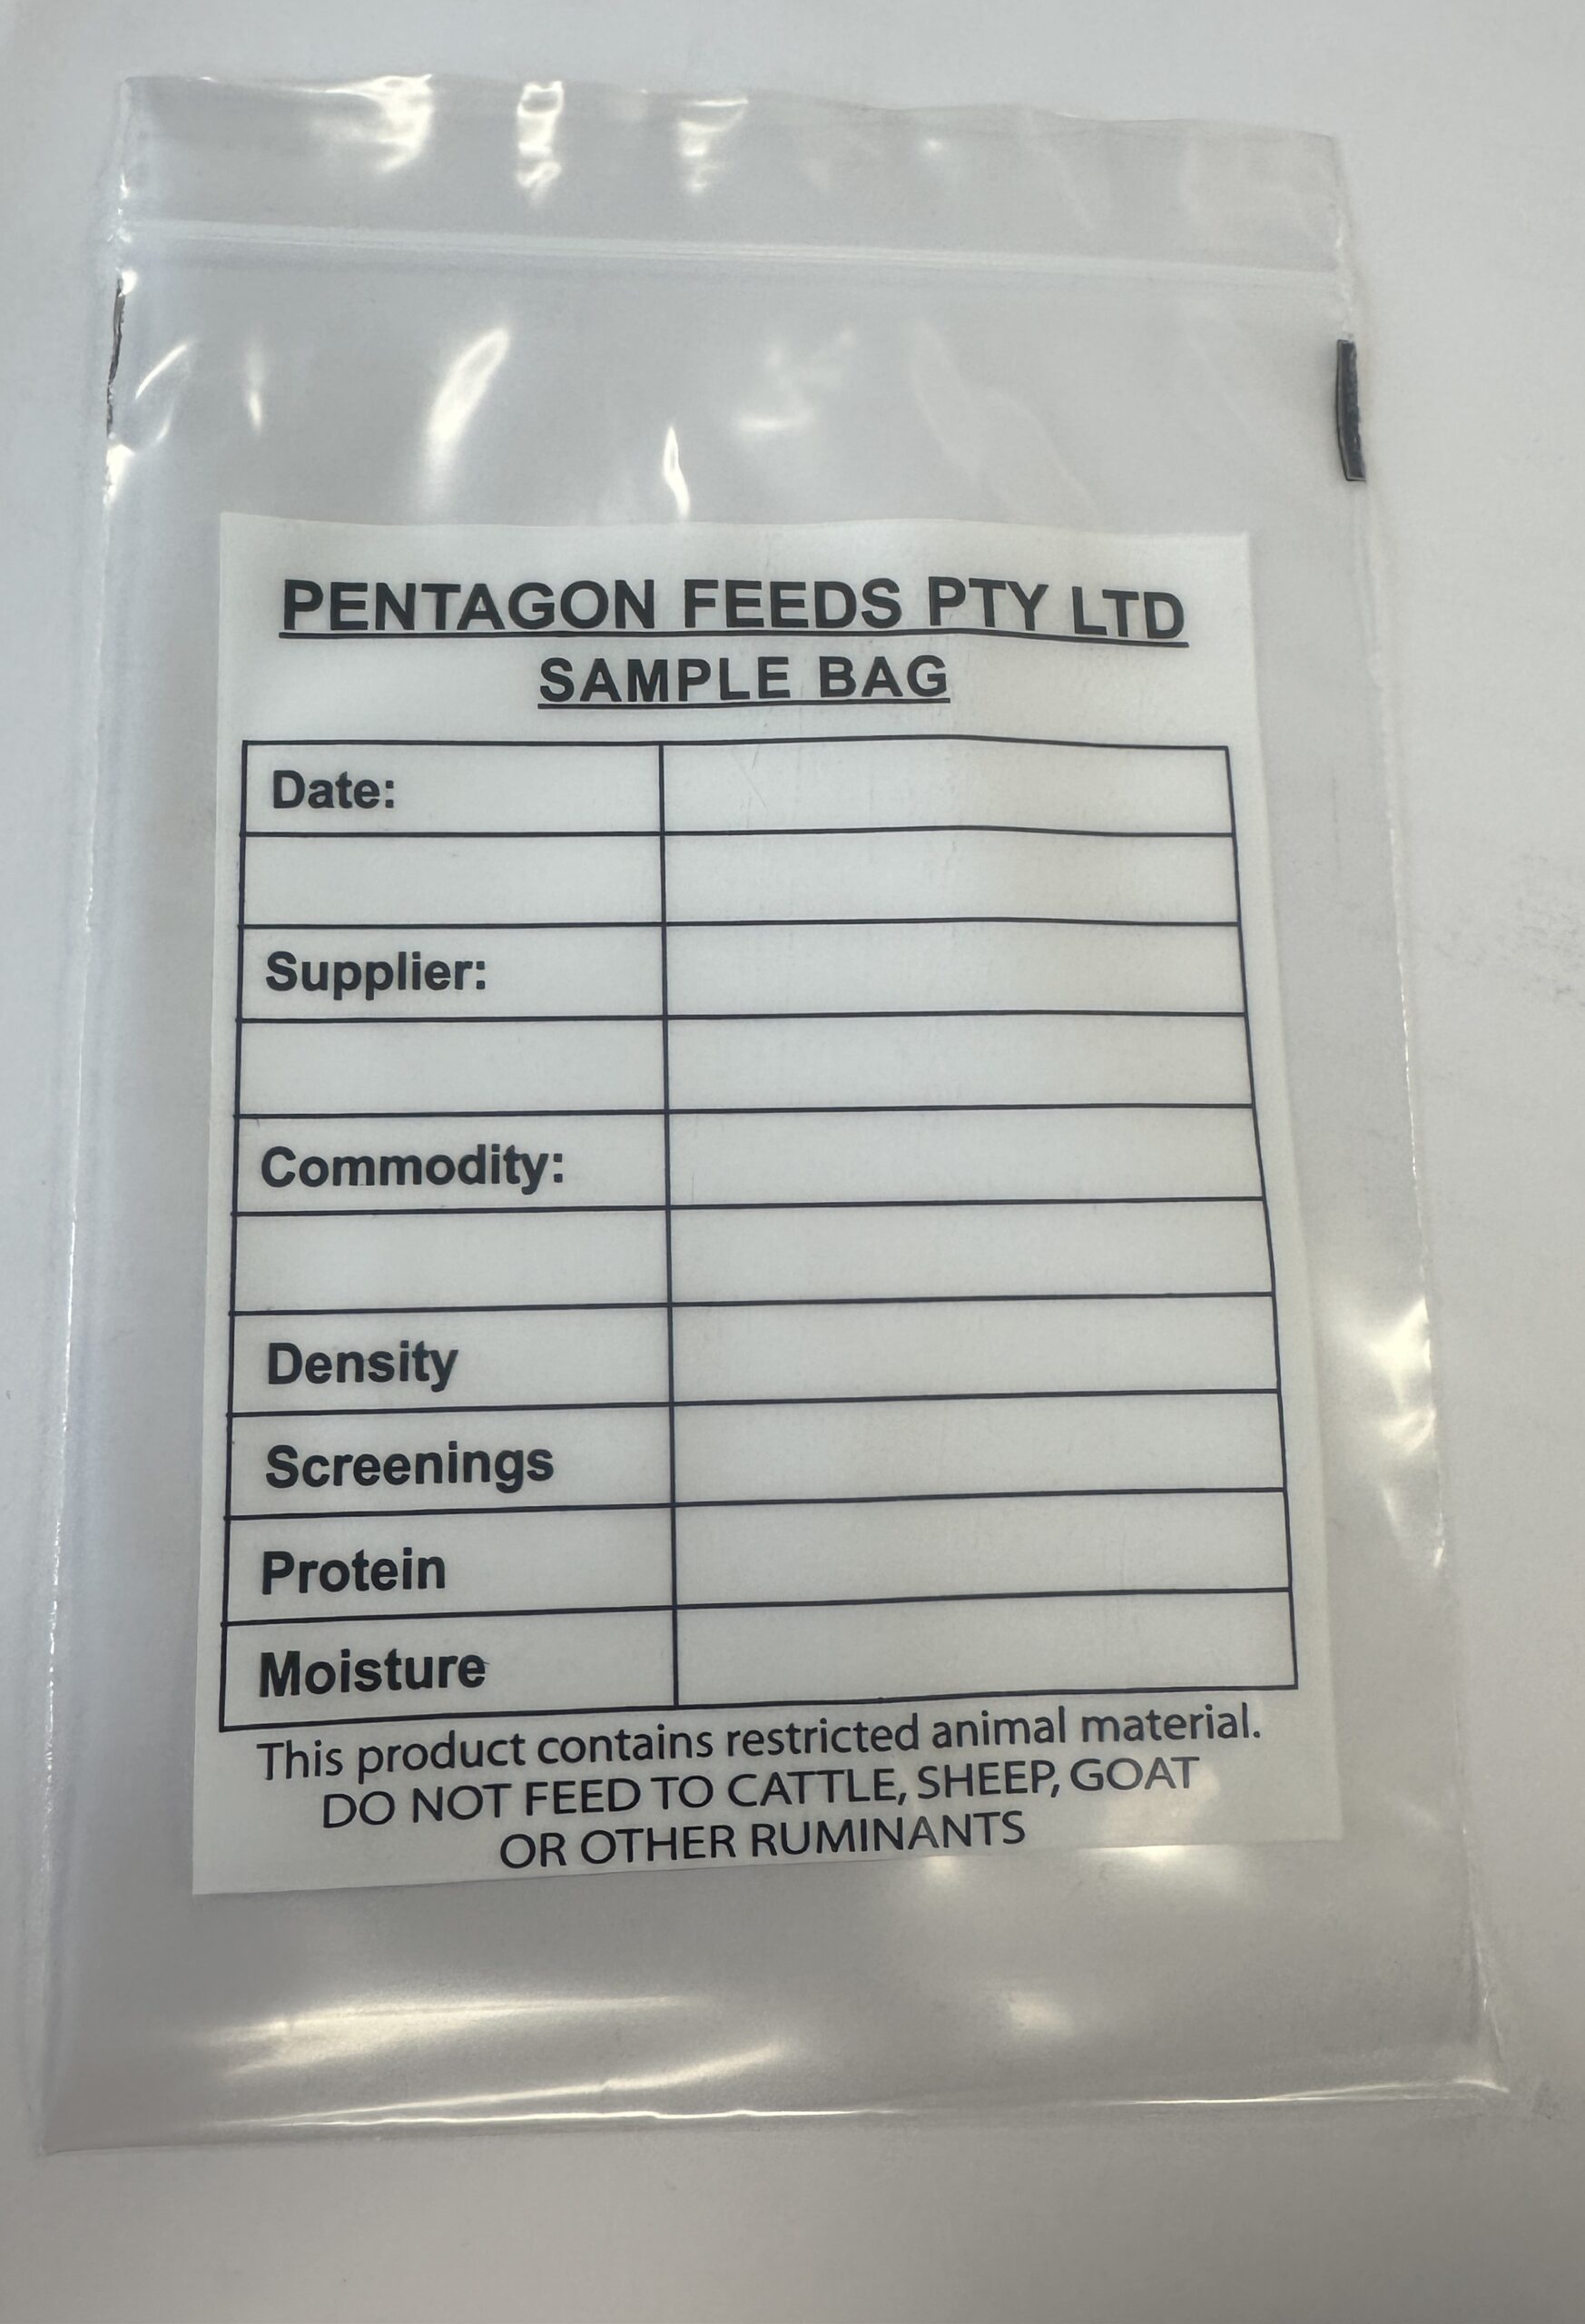 PENTAGON FEEDS PTY LTD
SAMPLE BAG
Date:
Supplier:
Commodity:
Density
Screenings
Protein
Moisture
This product contains restricted animal material.
DO NOT FEED TO CATTLE, SHEEP, GOAT
OR OTHER RUMINANTS